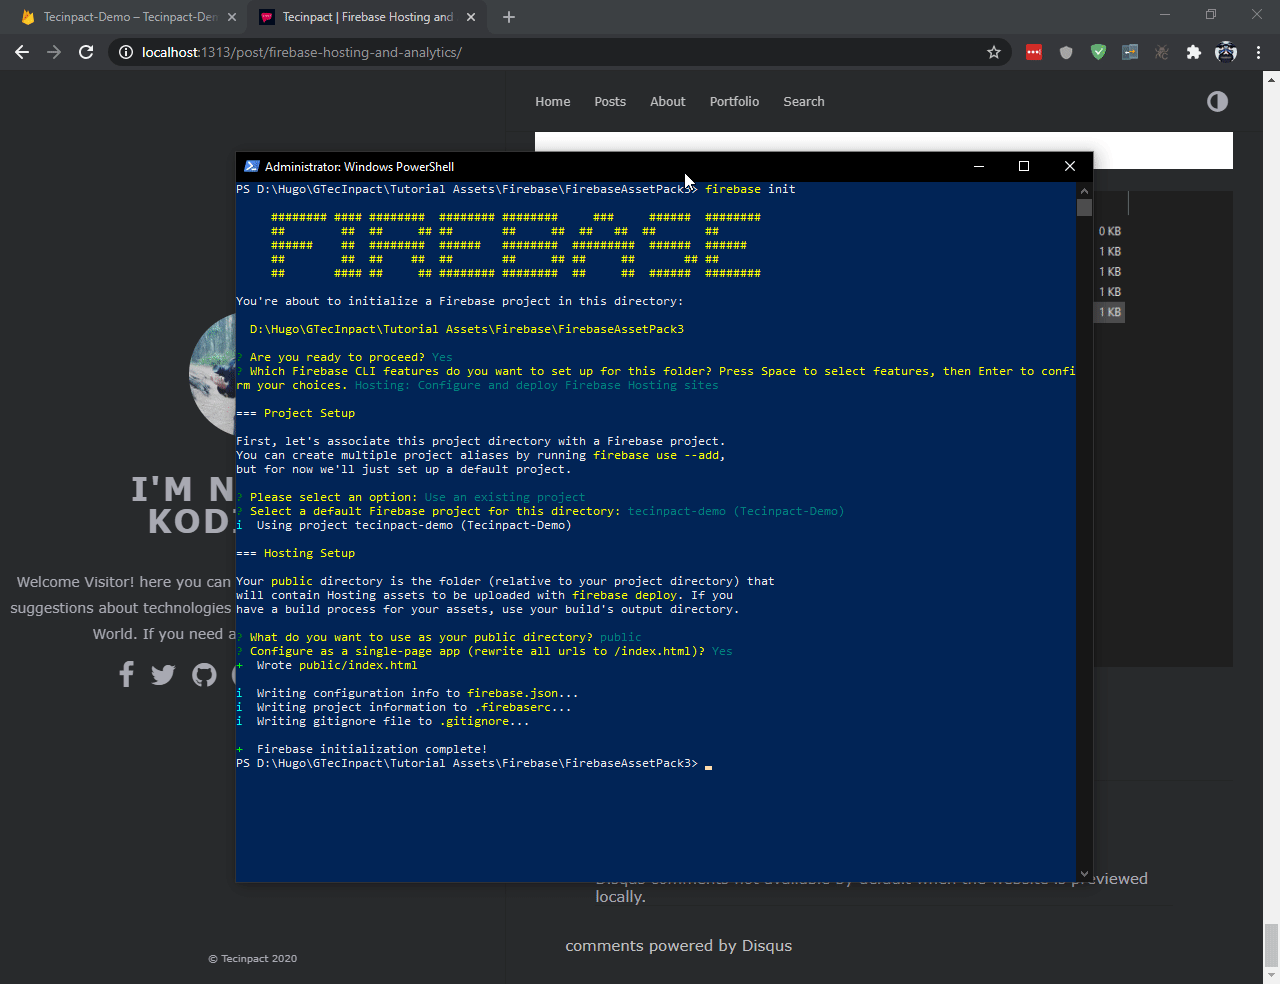 Tecinpact-Demo – Tecinpact-Dem
Tecinpact | Firebase Hosting and
localhost:1313/post/firebase-hosting-and-analytics/
Home Posts About Portfolio Search
Administrator: Windows PowerShell
PS D:\Hugo\GTecInpact\Tutorial Assets\Firebase\FirebaseAssetPack3> firebase init
FIREBASE
You're about to initialize a Firebase project in this directory:
D:\Hugo\GTecInpact\Tutorial Assets\Firebase\FirebaseAssetPack3
? Are you ready to proceed? Yes
? Which Firebase CLI features do you want to set up for this folder? Press Space to select features, then Enter to confi
rm your choices. Hosting: Configure and deploy Firebase Hosting sites
=== Project Setup
First, let's associate this project directory with a Firebase project.
You can create multiple project aliases by running firebase use --add,
but for now we'll just set up a default project.
? Please select an option: Use an existing project
? Select a default Firebase project for this directory: tecinpact-demo (Tecinpact-Demo)
i Using project tecinpact-demo (Tecinpact-Demo)
=== Hosting Setup
Your public directory is the folder (relative to your project directory) that
will contain Hosting assets to be uploaded with firebase deploy. If you
have a build process for your assets, use your build's output directory.
? What do you want to use as your public directory? public
? Configure as a single-page app (rewrite all urls to /index.html)? Yes
+ Wrote public/index.html
i Writing configuration info to firebase.json...
i Writing project information to .firebaserc...
i Writing gitignore file to .gitignore...
+ Firebase initialization complete!
PS D:\Hugo\GTecInpact\Tutorial Assets\Firebase\FirebaseAssetPack3>
0 KB
1 KB
1 KB
1 KB
1 KB
I'M N
KOD
Welcome Visitor! here you can
suggestions about technologies
World. If you need a
© Tecinpact 2020
Disqus comments not available by default when the website is previewed
locally.
comments powered by Disqus